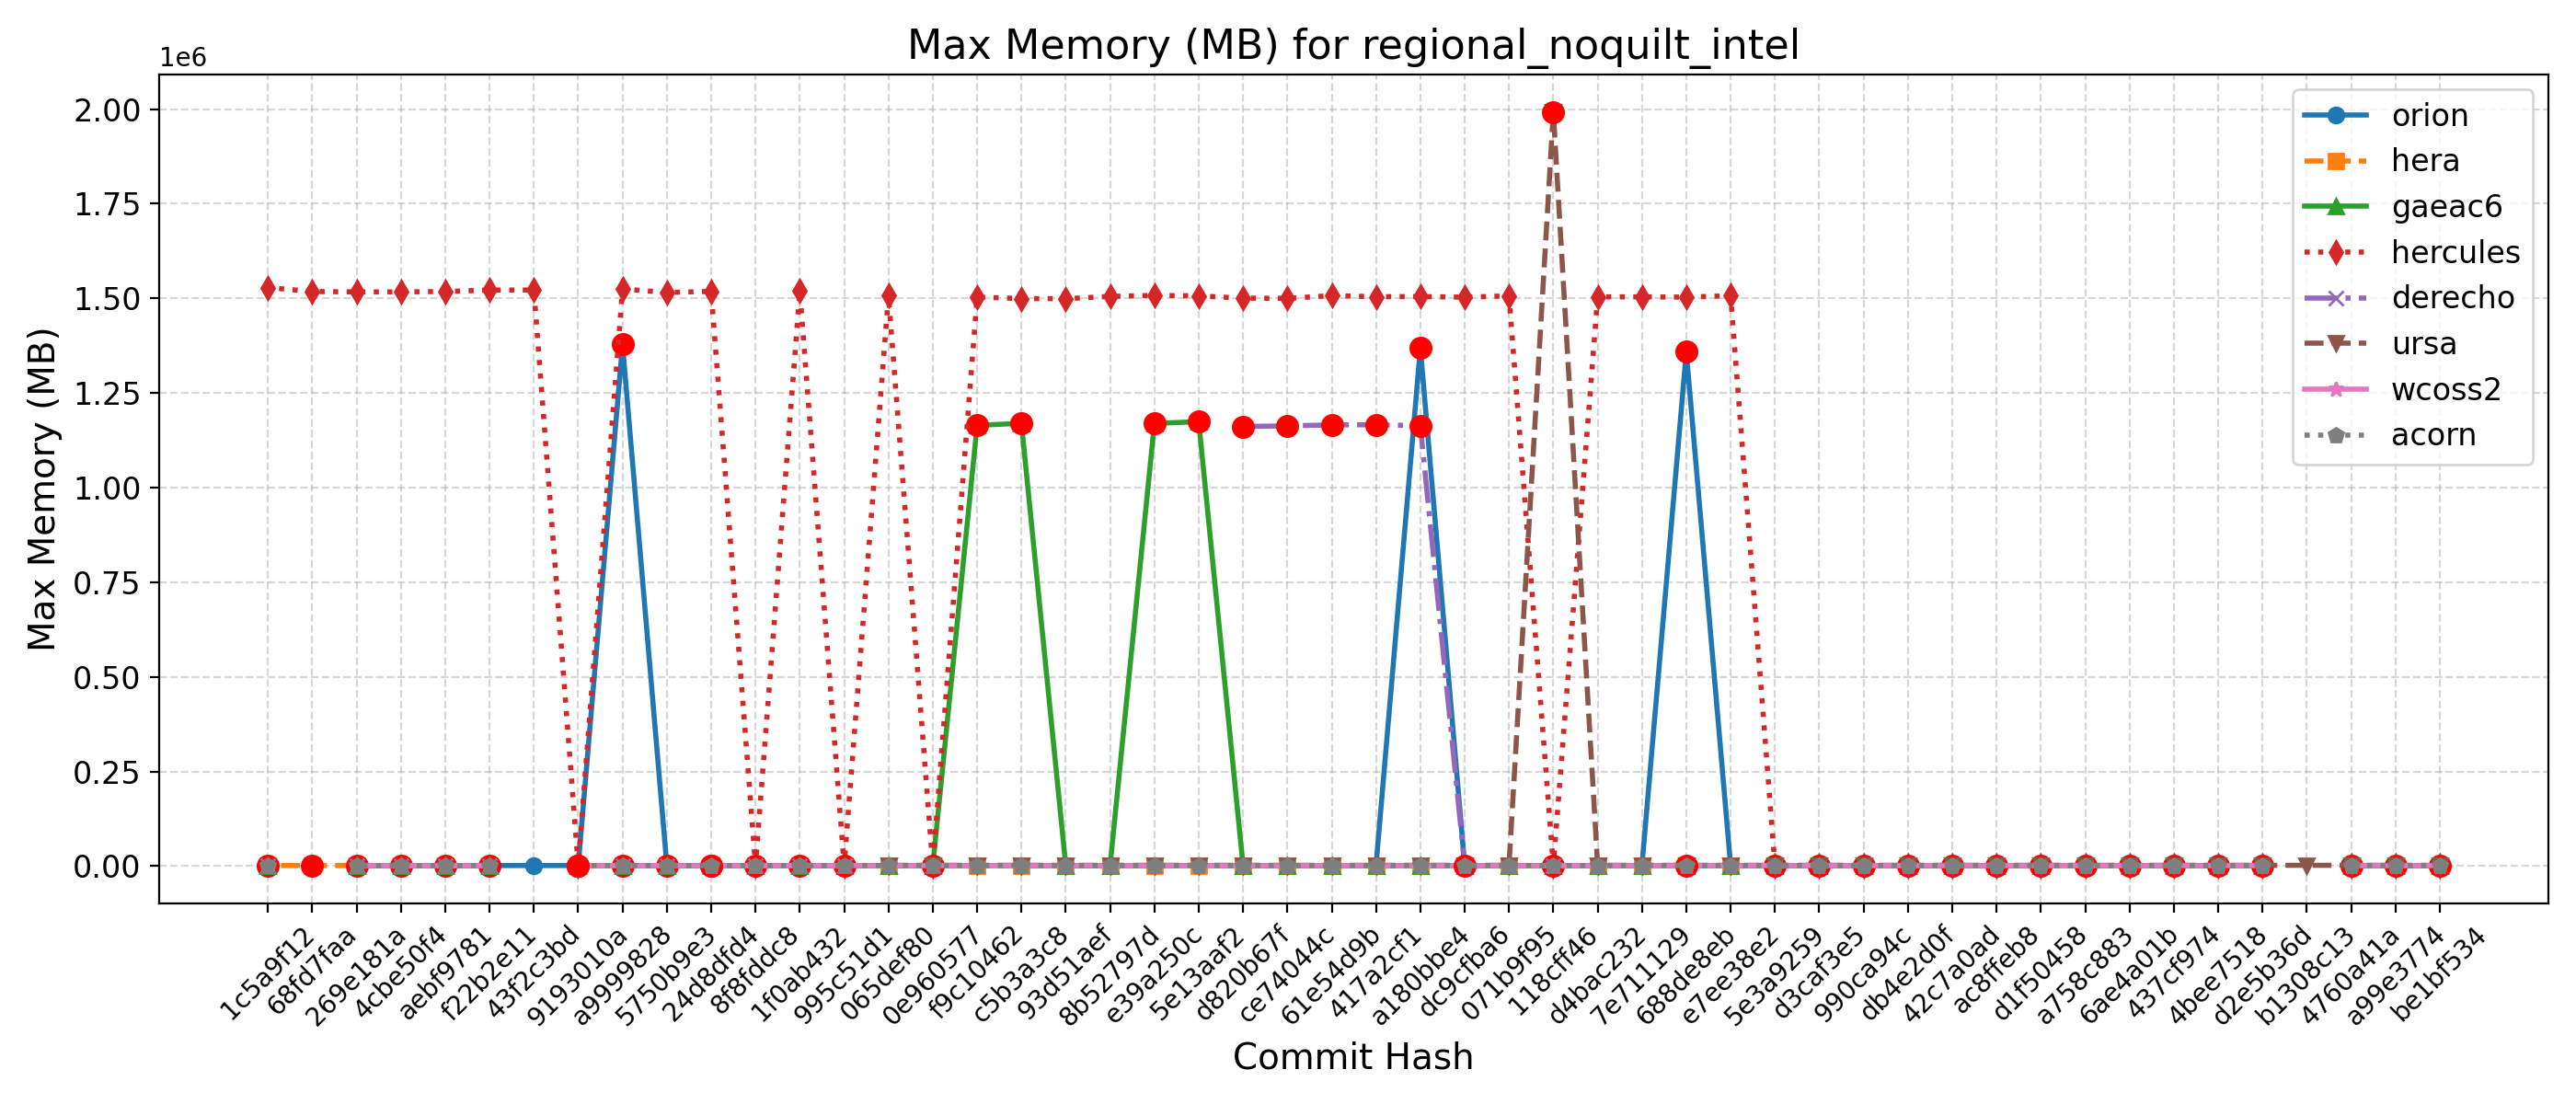 Max Memory (MB) for regional_noquilt_intel
1e6
2.00
1.75
1.50
1.25
1.00
0.75
0.50
0.25
0.00
Max Memory (MB)
orion
hera
gaeac6
hercules
derecho
ursa
wcoss2
acorn
1c5a9f12
68fd7faa
269e181a
4cbe50f4
aebf9781
f22b2e11
43f2c3bd
9193010a
a9999828
5750b9e3
24d8dfd4
8f8fddc8
1f0ab432
995c51d1
065def80
0e960577
f9c10462
c5b3a3c8
93d51aef
8b52797d
e39a250c
5e13aaf2
d820b67f
ce74044c
61e54d9b
417a2cf1
a180bbe4
dc9cfba6
071b9f95
118cff46
d4bac232
7e711129
688de8eb
e7ee38e2
5e3a9259
d3caf3e5
990ca94c
db4e2d0f
42c7a0ad
ac8ffeb8
d1f50458
a758c883
6ae4a01b
437cf974
4bee7518
d2e5b36d
b1308c13
4760a41a
a99e3774
be1bf534
Commit Hash